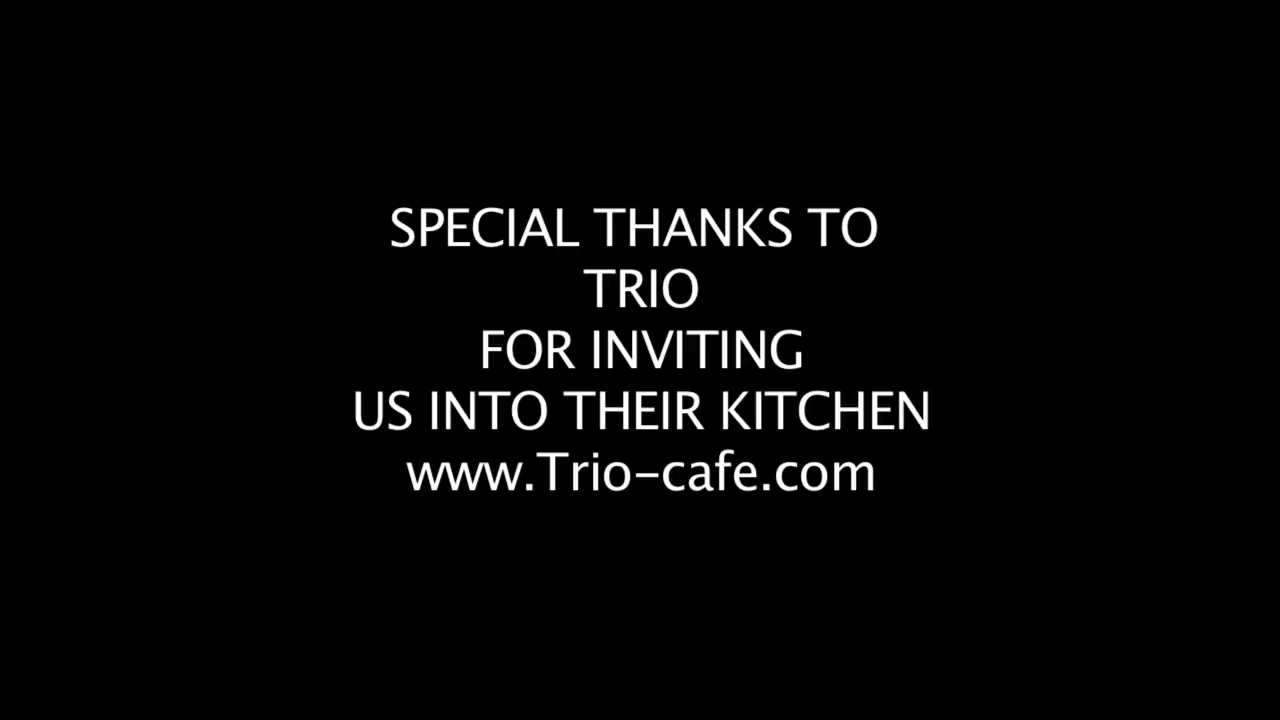 SPECIAL THANKS TO
TRIO
FOR INVITING
US INTO THEIR KITCHEN
www.Trio-cafe.com